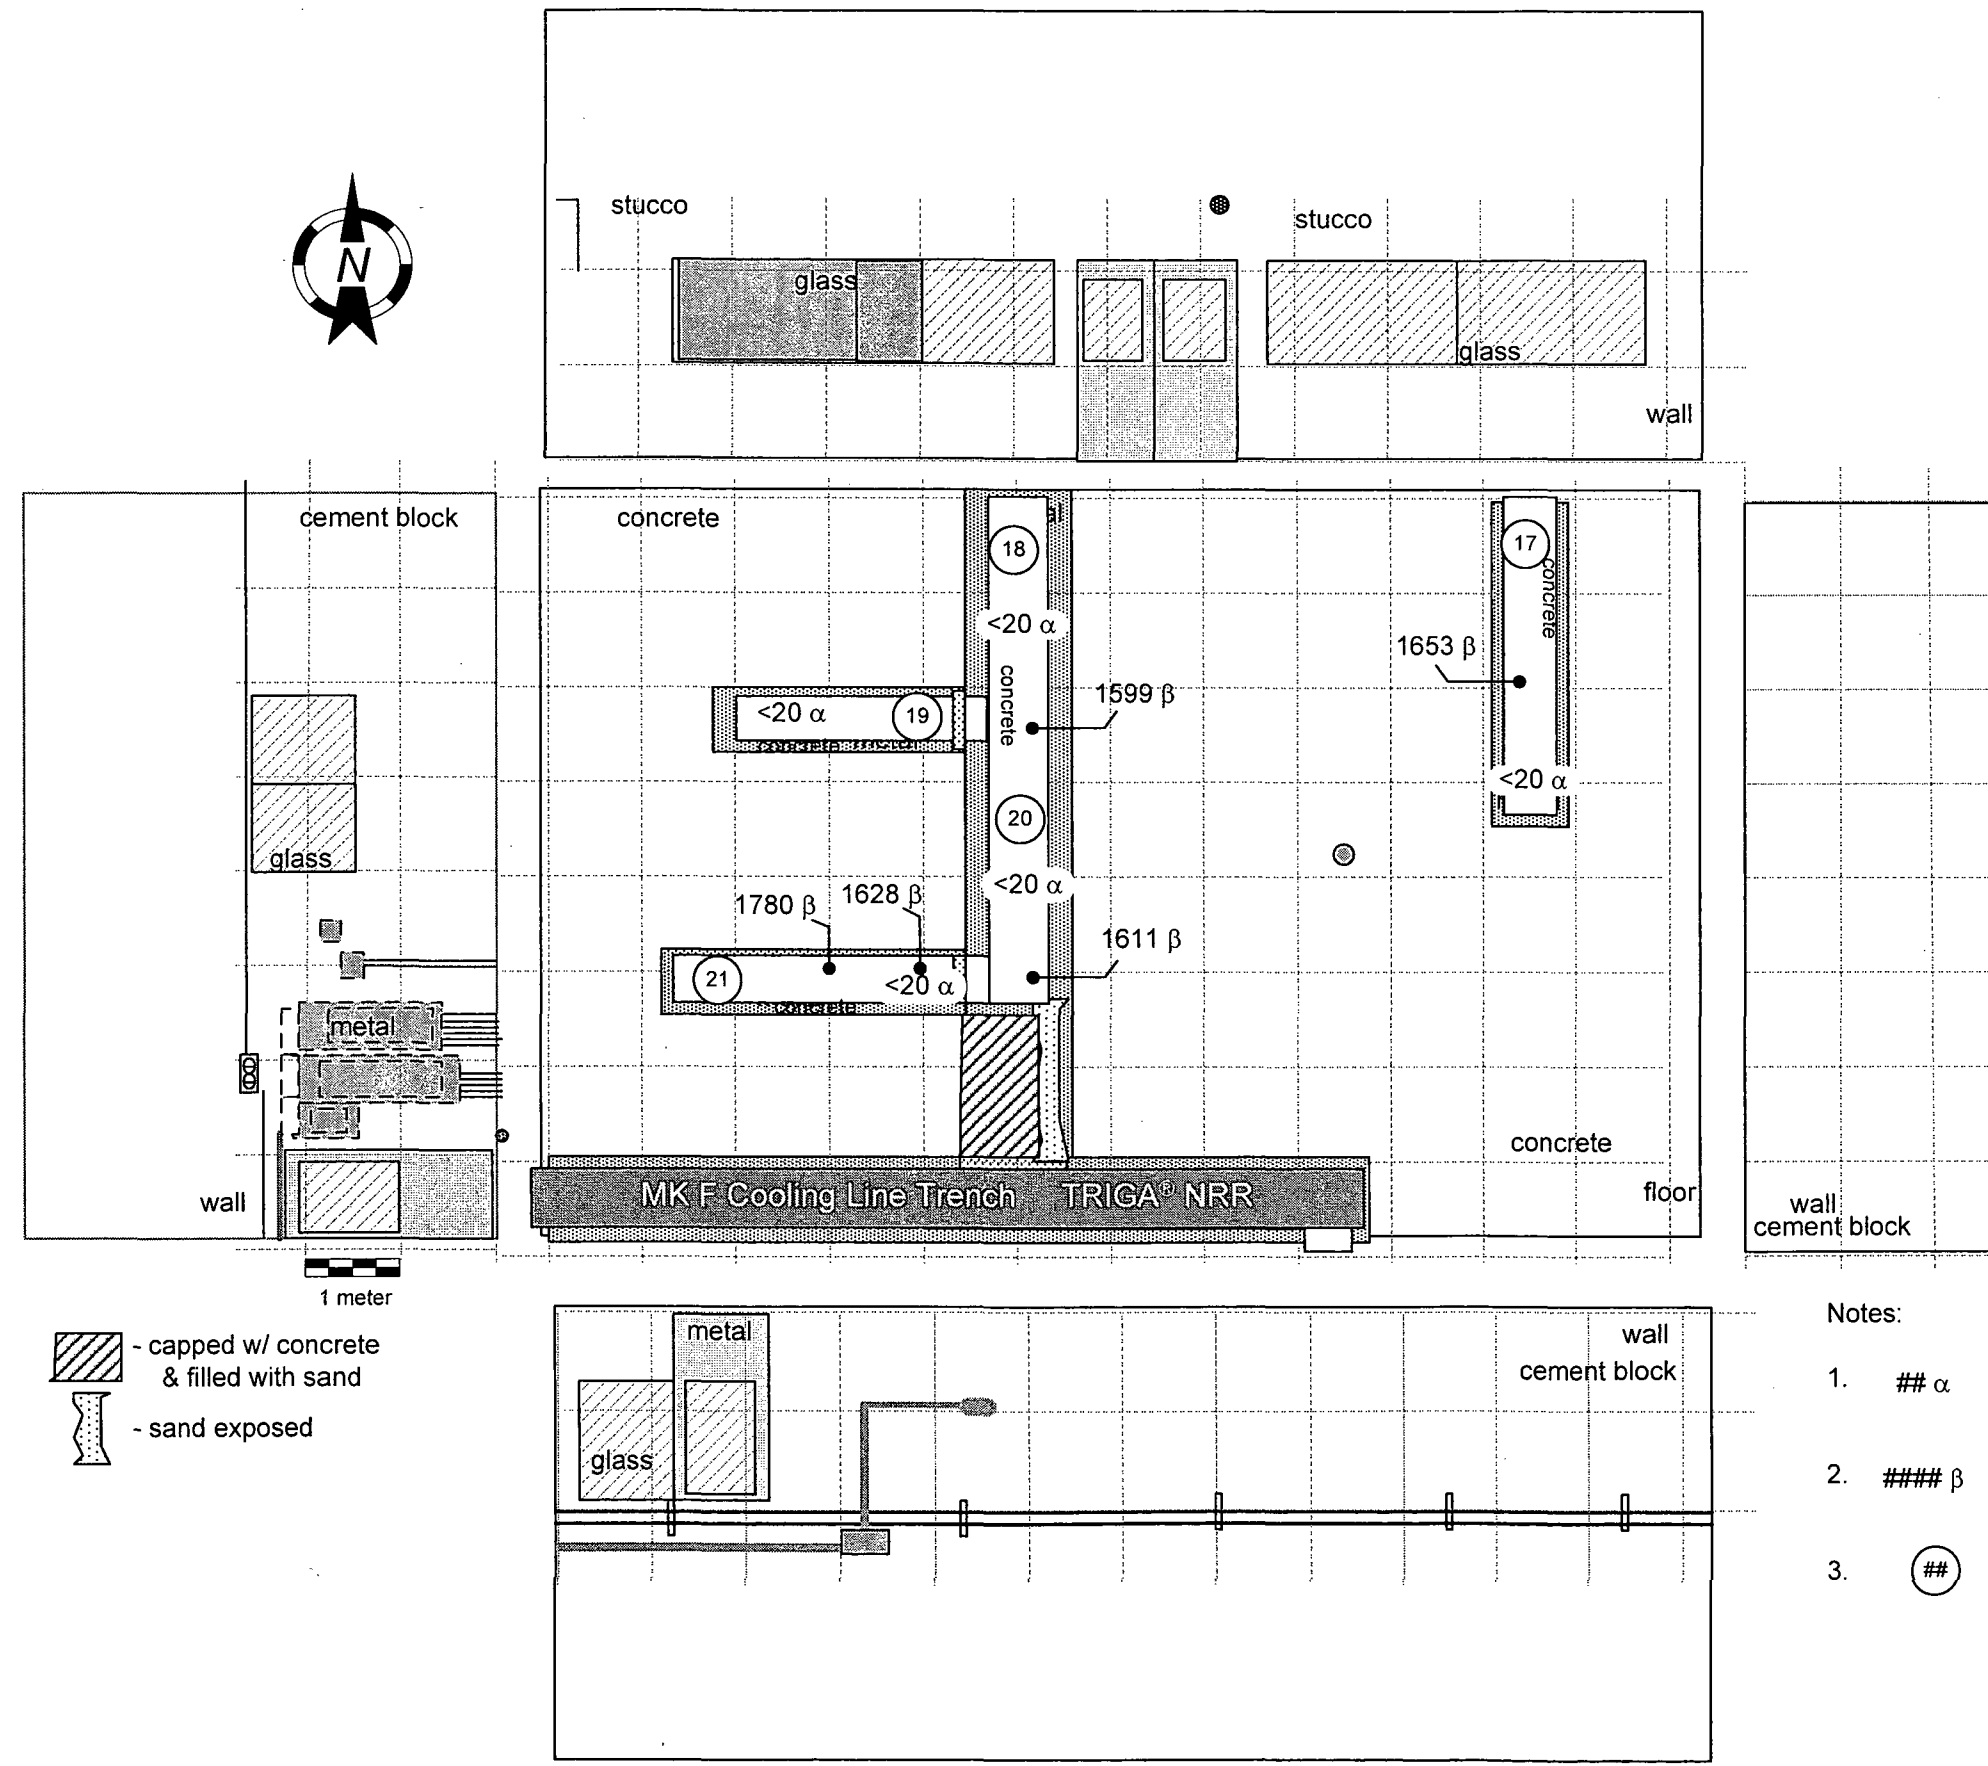 stucco
stucco
glass
glass
wall
N
cement block
concrete
18
17
concrete
<20 α
1653 β
concrete
1599 β
<20 α
19
concrete metal
<20 α
20
glass
<20 α
1780 β
1628 β
1611 β
21
<20 α
concrete
metal
concrete
wall
MK F Cooling Line Trench TRIGA® NRR
floor
wall
cement block
1 meter
- capped w/ concrete
& filled with sand
- sand exposed
metal
glass
wall
cement block
Notes:
1. ## α
2. #### β
3. ##